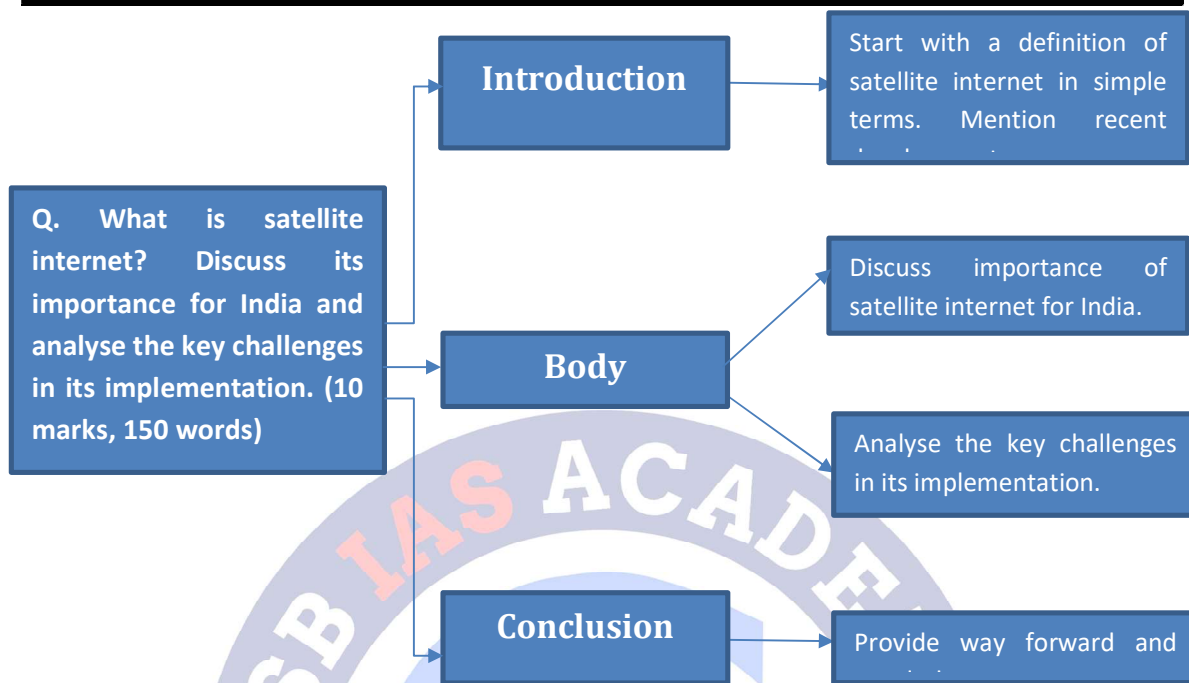 Q. What is satellite
internet? Discuss its
importance for India and
analyse the key challenges
in its implementation. (10
marks, 150 words)
Introduction
Start with a definition of
satellite internet in simple
terms. Mention recent
Body
Discuss importance of
satellite internet for India.
Analyse the key challenges
in its implementation.
Conclusion
Provide way forward and
SB IAS ACADE